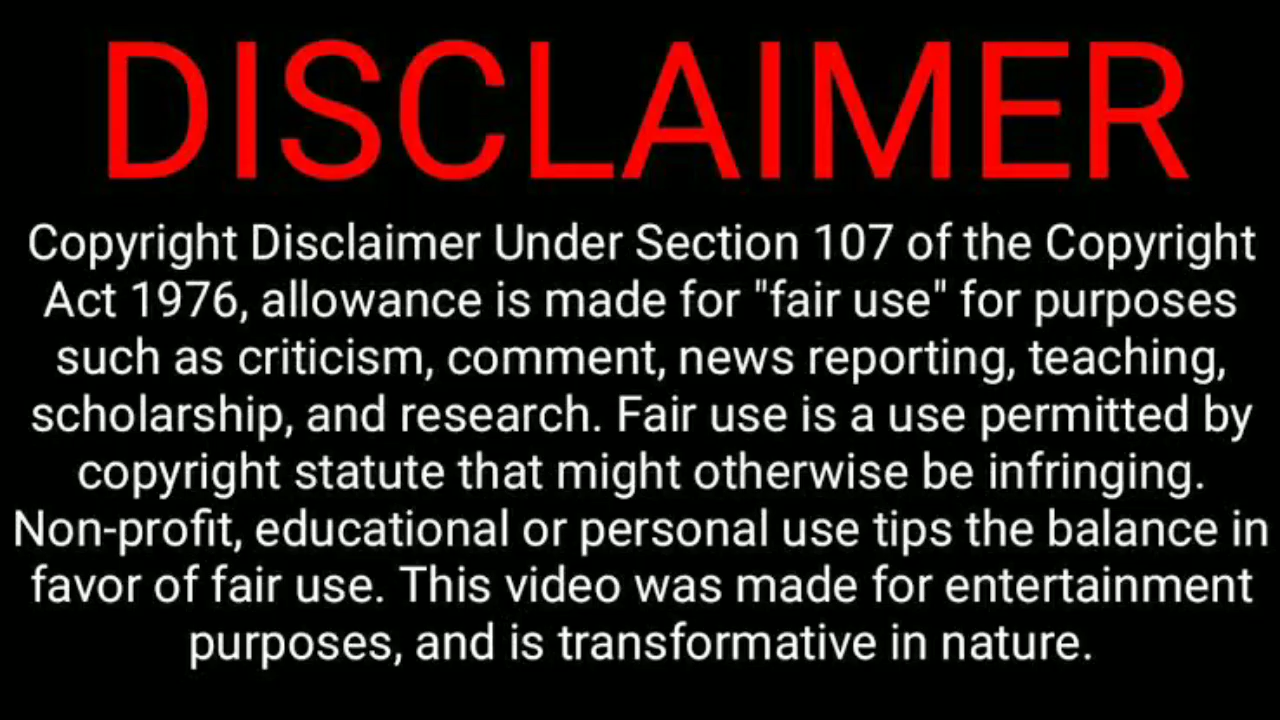 DISCLAIMER
Copyright Disclaimer Under Section 107 of the Copyright
Act 1976, allowance is made for "fair use" for purposes
such as criticism, comment, news reporting, teaching,
scholarship, and research. Fair use is a use permitted by
copyright statute that might otherwise be infringing.
Non-profit, educational or personal use tips the balance in
favor of fair use. This video was made for entertainment
purposes, and is transformative in nature.